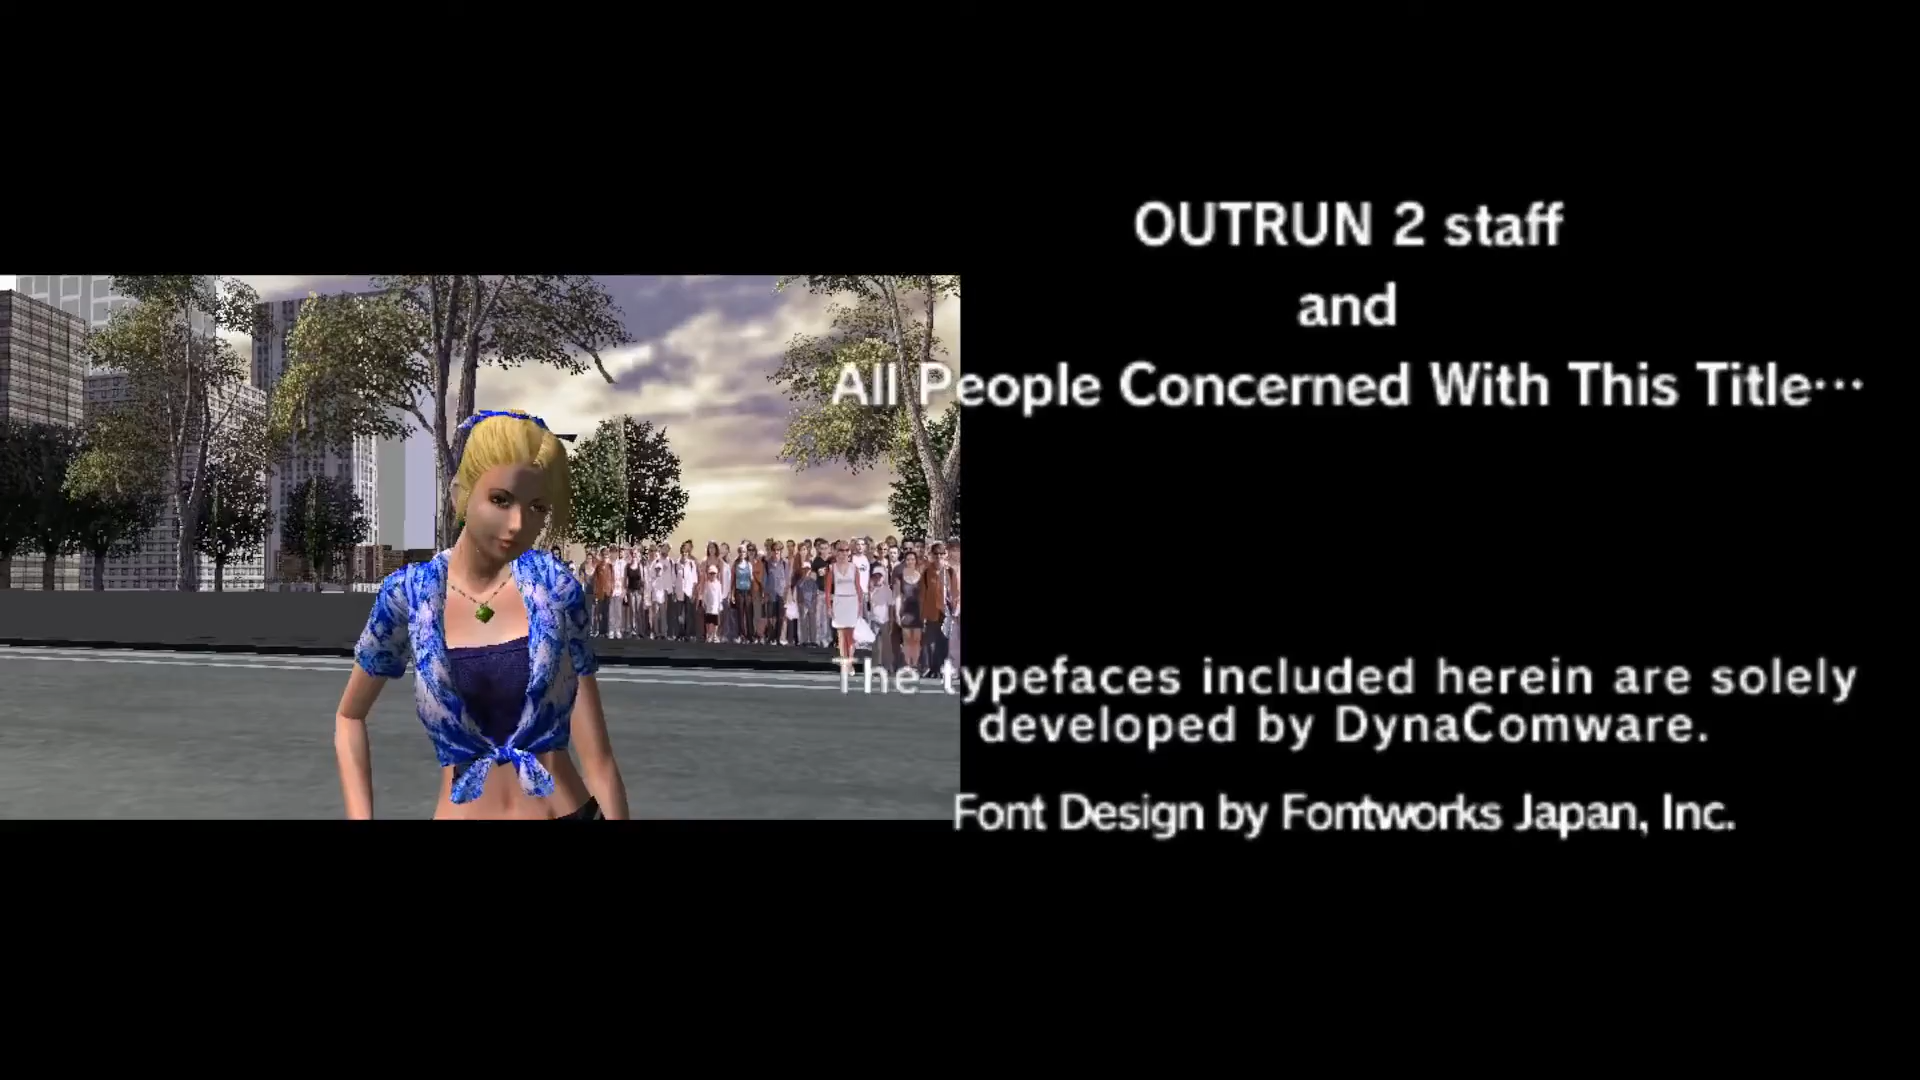 OUTRUN 2 staff
and
All People Concerned With This Title…
The typefaces included herein are solely
developed by DynaComware.
Font Design by Fontworks Japan, Inc.